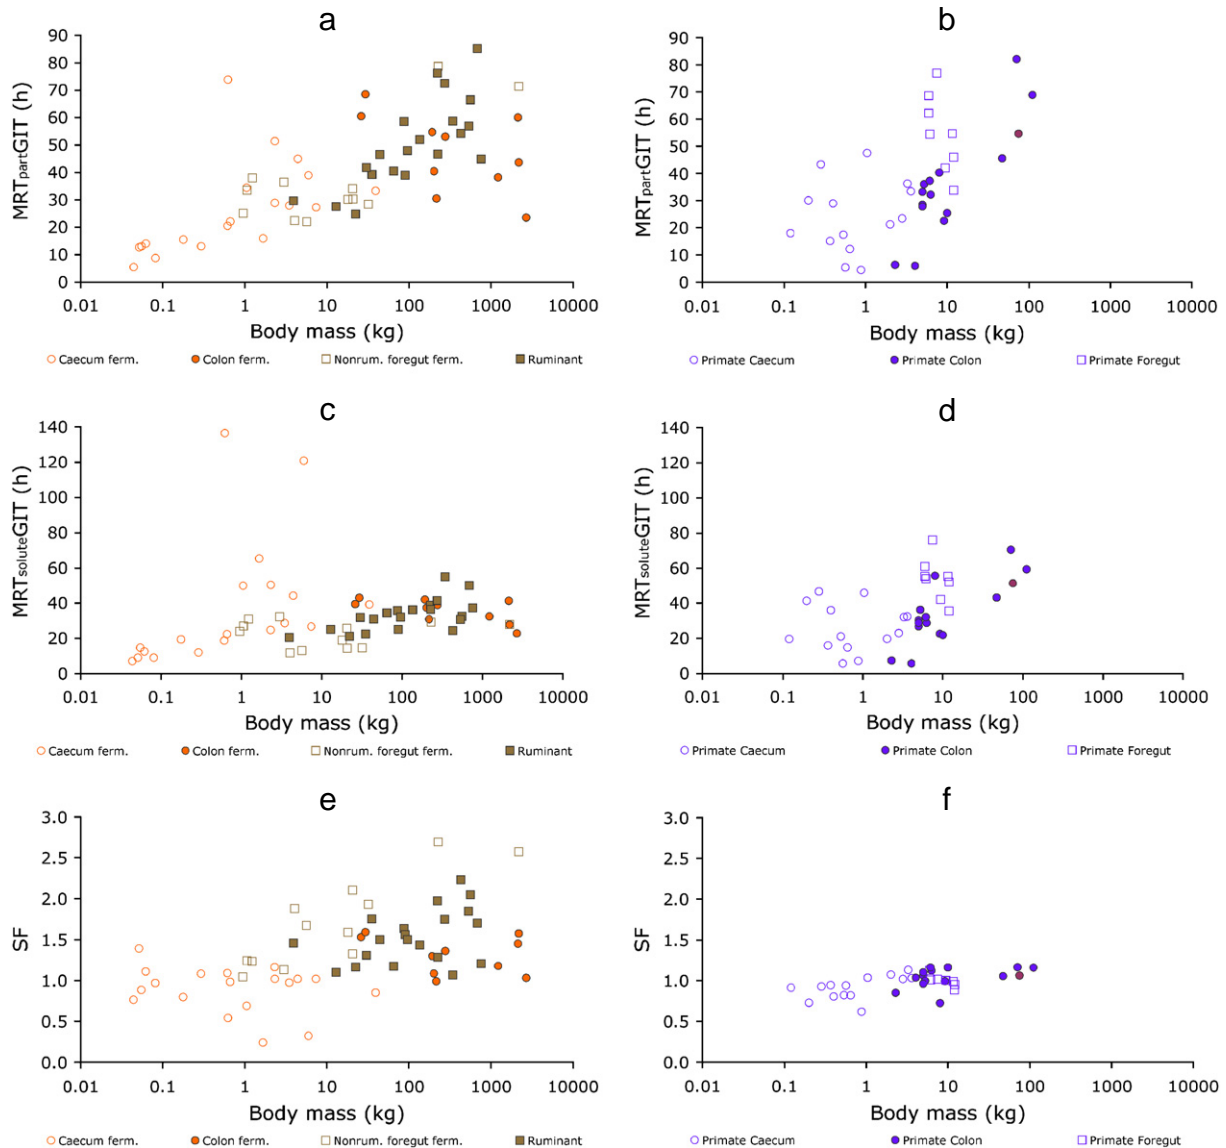 a
90
80
70
60
50
40
30
20
10
0
MRTpartGIT (h)
0.01 0.1 1 10 100 1000 10000
Body mass (kg)
Caecum ferm. Colon ferm. Nonrum. foregut ferm. Ruminant
b
90
80
70
60
50
40
30
20
10
0
MRTpartGIT (h)
0.01 0.1 1 10 100 1000 10000
Body mass (kg)
Primate Caecum Primate Colon Primate Foregut
c
140
120
100
80
60
40
20
0
MRTsoluteGIT (h)
0.01 0.1 1 10 100 1000 10000
Body mass (kg)
Caecum ferm. Colon ferm. Nonrum. foregut ferm. Ruminant
d
140
120
100
80
60
40
20
0
MRTsoluteGIT (h)
0.01 0.1 1 10 100 1000 10000
Body mass (kg)
Primate Caecum Primate Colon Primate Foregut
e
3.0
2.5
2.0
1.5
1.0
0.5
0.0
SF
0.01 0.1 1 10 100 1000 10000
Body mass (kg)
Caecum ferm. Colon ferm. Nonrum. foregut ferm. Ruminant
f
3.0
2.5
2.0
1.5
1.0
0.5
0.0
SF
0.01 0.1 1 10 100 1000 10000
Body mass (kg)
Primate Caecum Primate Colon Primate Foregut